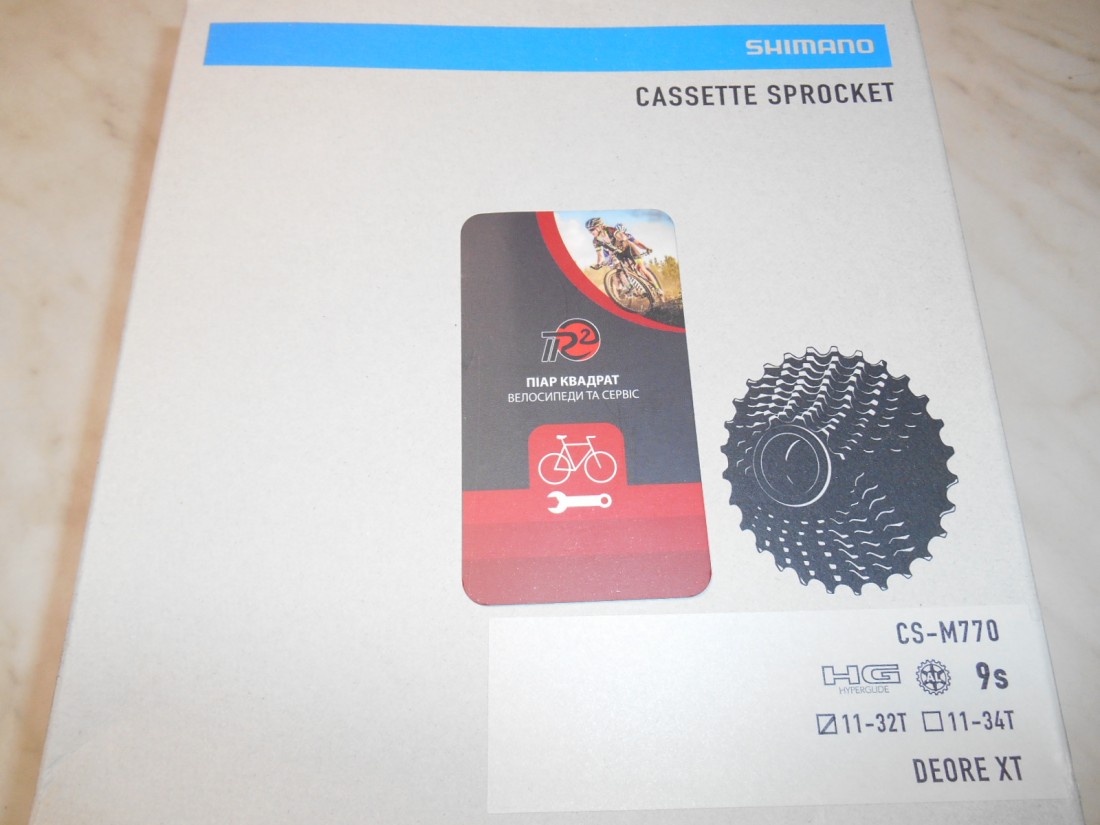 SHIMANO
CASSETTE SPROCKET
ПІАР КВАДРАТ
ВЕЛОСИПЕДИ ТА СЕРВІС
CS-M770
HG AL 9s
HYPERGLIDE
11-32T 11-34T
DEORE XT